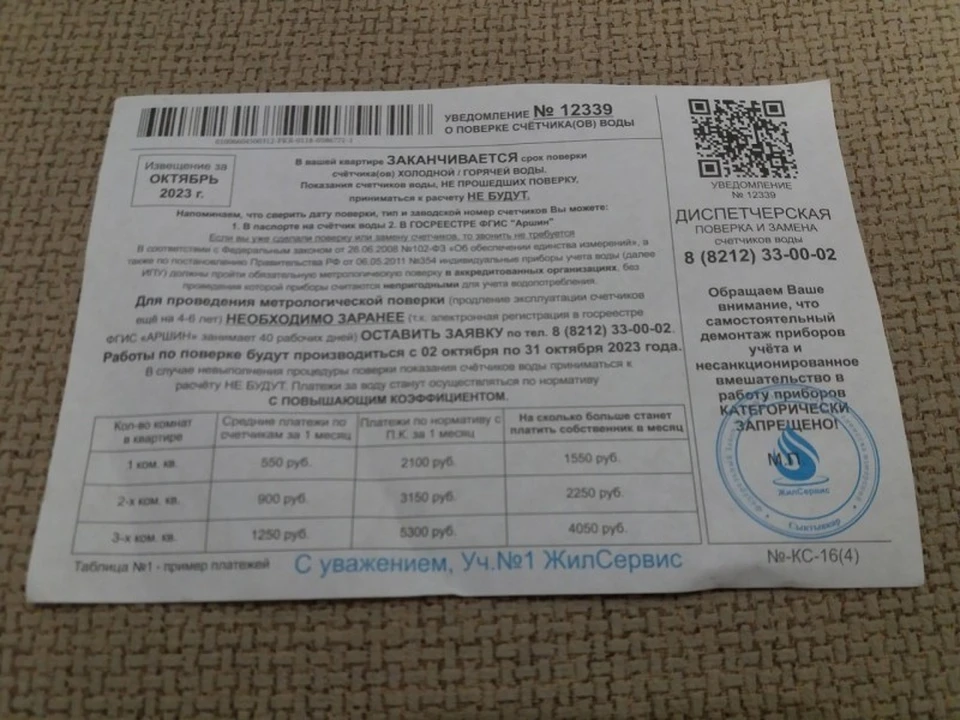 УВЕДОМЛЕНИЕ № 12339
О ПОВЕРКЕ СЧЁТЧИКА(ОВ) ВОДЫ
Извещение за
ОКТЯБРЬ
2023 г.
В вашей квартире ЗАКАНЧИВАЕТСЯ срок поверки
счётчика(ов) ХОЛОДНОЙ / ГОРЯЧЕЙ ВОДЫ.
Показания счетчиков воды, НЕ ПРОШЕДШИХ ПОВЕРКУ,
приниматься к расчету НЕ БУДУТ.
Напоминаем, что сверить дату поверки, тип и заводской номер счетчиков Вы можете:
1. В паспорте на счётчик воды 2. В ГОСРЕЕСТРЕ ФГИС "Аршин"
Если вы уже сделали поверку или замену счетчиков, то звонить не требуется
В соответствии с Федеральным законом от 26.06.2008 №102-ФЗ «Об обеспечении единства измерений», а
также по постановлению Правительства РФ от 06.05.2011 №354 индивидуальные приборы учета воды (далее
ИПУ) должны пройти обязательную метрологическую поверку в аккредитованных организациях, без
проведения которой приборы считаются непригодными для учета водопотребления.
Для проведения метрологической поверки (продление эксплуатации счетчиков
ещё на 4-6 лет) НЕОБХОДИМО ЗАРАНЕЕ (т.к. электронная регистрация в госреестре
ФГИС «АРШИН» занимает 40 рабочих дней) ОСТАВИТЬ ЗАЯВКУ по тел. 8 (8212) 33-00-02.
Работы по поверке будут производиться с 02 октября по 31 октября 2023 года.
В случае невыполнения процедуры поверки показания счётчиков воды приниматься к
расчёту НЕ БУДУТ. Платежи за воду станут осуществляться по нормативу
С ПОВЫШАЮЩИМ КОЭФФИЦИЕНТОМ.
Кол-во комнат в квартире Средние платежи по счетчикам за 1 месяц Платежи по нормативу с П.К. за 1 месяц На сколько больше станет платить собственник в месяц
1 ком. кв. 550 руб. 2100 руб. 1550 руб.
2-х ком. кв. 900 руб. 3150 руб. 2250 руб.
3-х ком. кв. 1250 руб. 5300 руб. 4050 руб.
Таблица №1 - пример платежей
С уважением, Уч.№1 ЖилСервис
УВЕДОМЛЕНИЕ
№ 12339
ДИСПЕТЧЕРСКАЯ
ПОВЕРКА И ЗАМЕНА
счетчиков воды
8 (8212) 33-00-02
Обращаем Ваше
внимание, что
самостоятельный
демонтаж приборов
учёта и
несанкционированное
вмешательство в
работу приборов
КАТЕГОРИЧЕСКИ
ЗАПРЕЩЕНО!
М.П
ЖилСервис
Сыктывкар
№-КС-16(4)